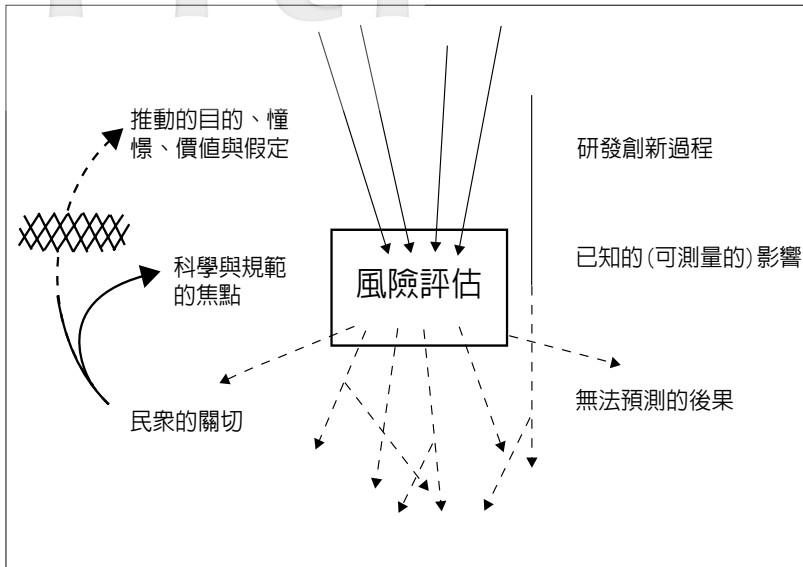 推動的目的、憧
憬、價值與假定
研發創新過程
科學與規範
的焦點
風險評估
已知的(可測量的)影響
民眾的關切
無法預測的後果